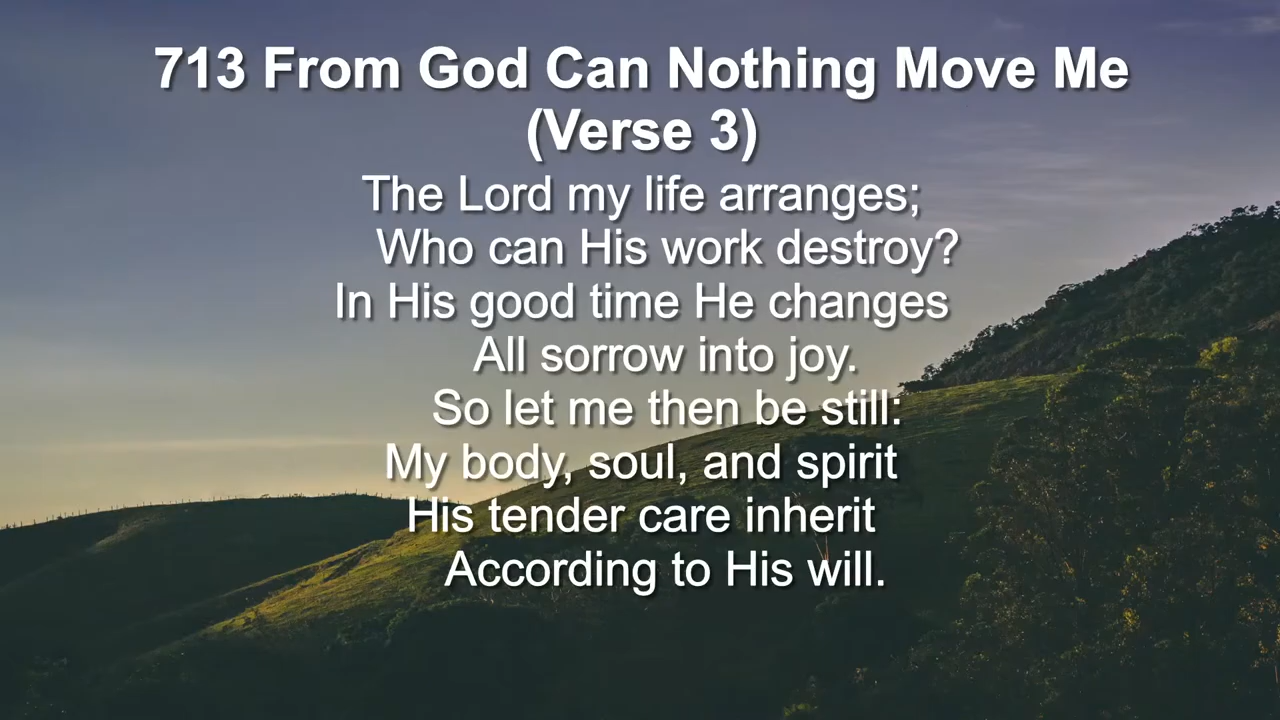 713 From God Can Nothing Move Me
(Verse 3)
The Lord my life arranges;
Who can His work destroy?
In His good time He changes
All sorrow into joy.
So let me then be still:
My body, soul, and spirit
His tender care inherit
According to His will.